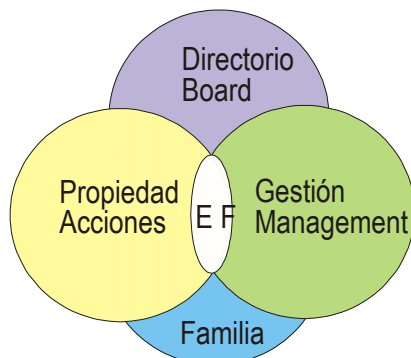 Directorio
Board
Propiedad
Acciones
E F
Gestión
Management
Familia